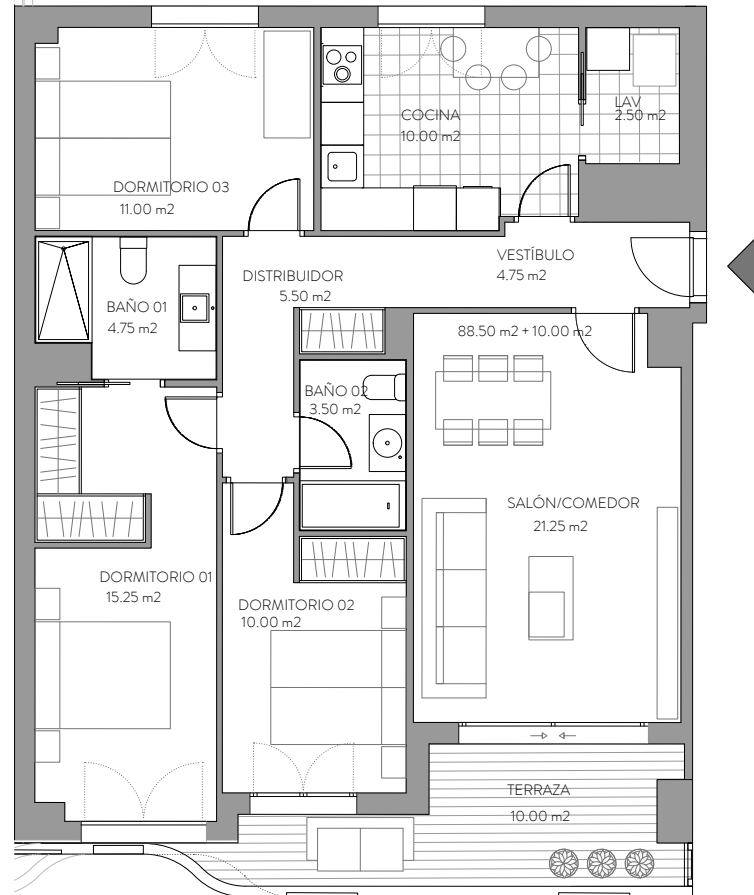 LAV
2.50 m2
COCINA
10.00 m2
DORMITORIO 03
11.00 m2
VESTÍBULO
4.75 m2
DISTRIBUIDOR
5.50 m2
BAÑO 01
4.75 m2
88.50 m2 + 10.00 m2
BAÑO 02
3.50 m2
SALÓN/COMEDOR
21.25 m2
DORMITORIO 01
15.25 m2
DORMITORIO 02
10.00 m2
TERRAZA
10.00 m2